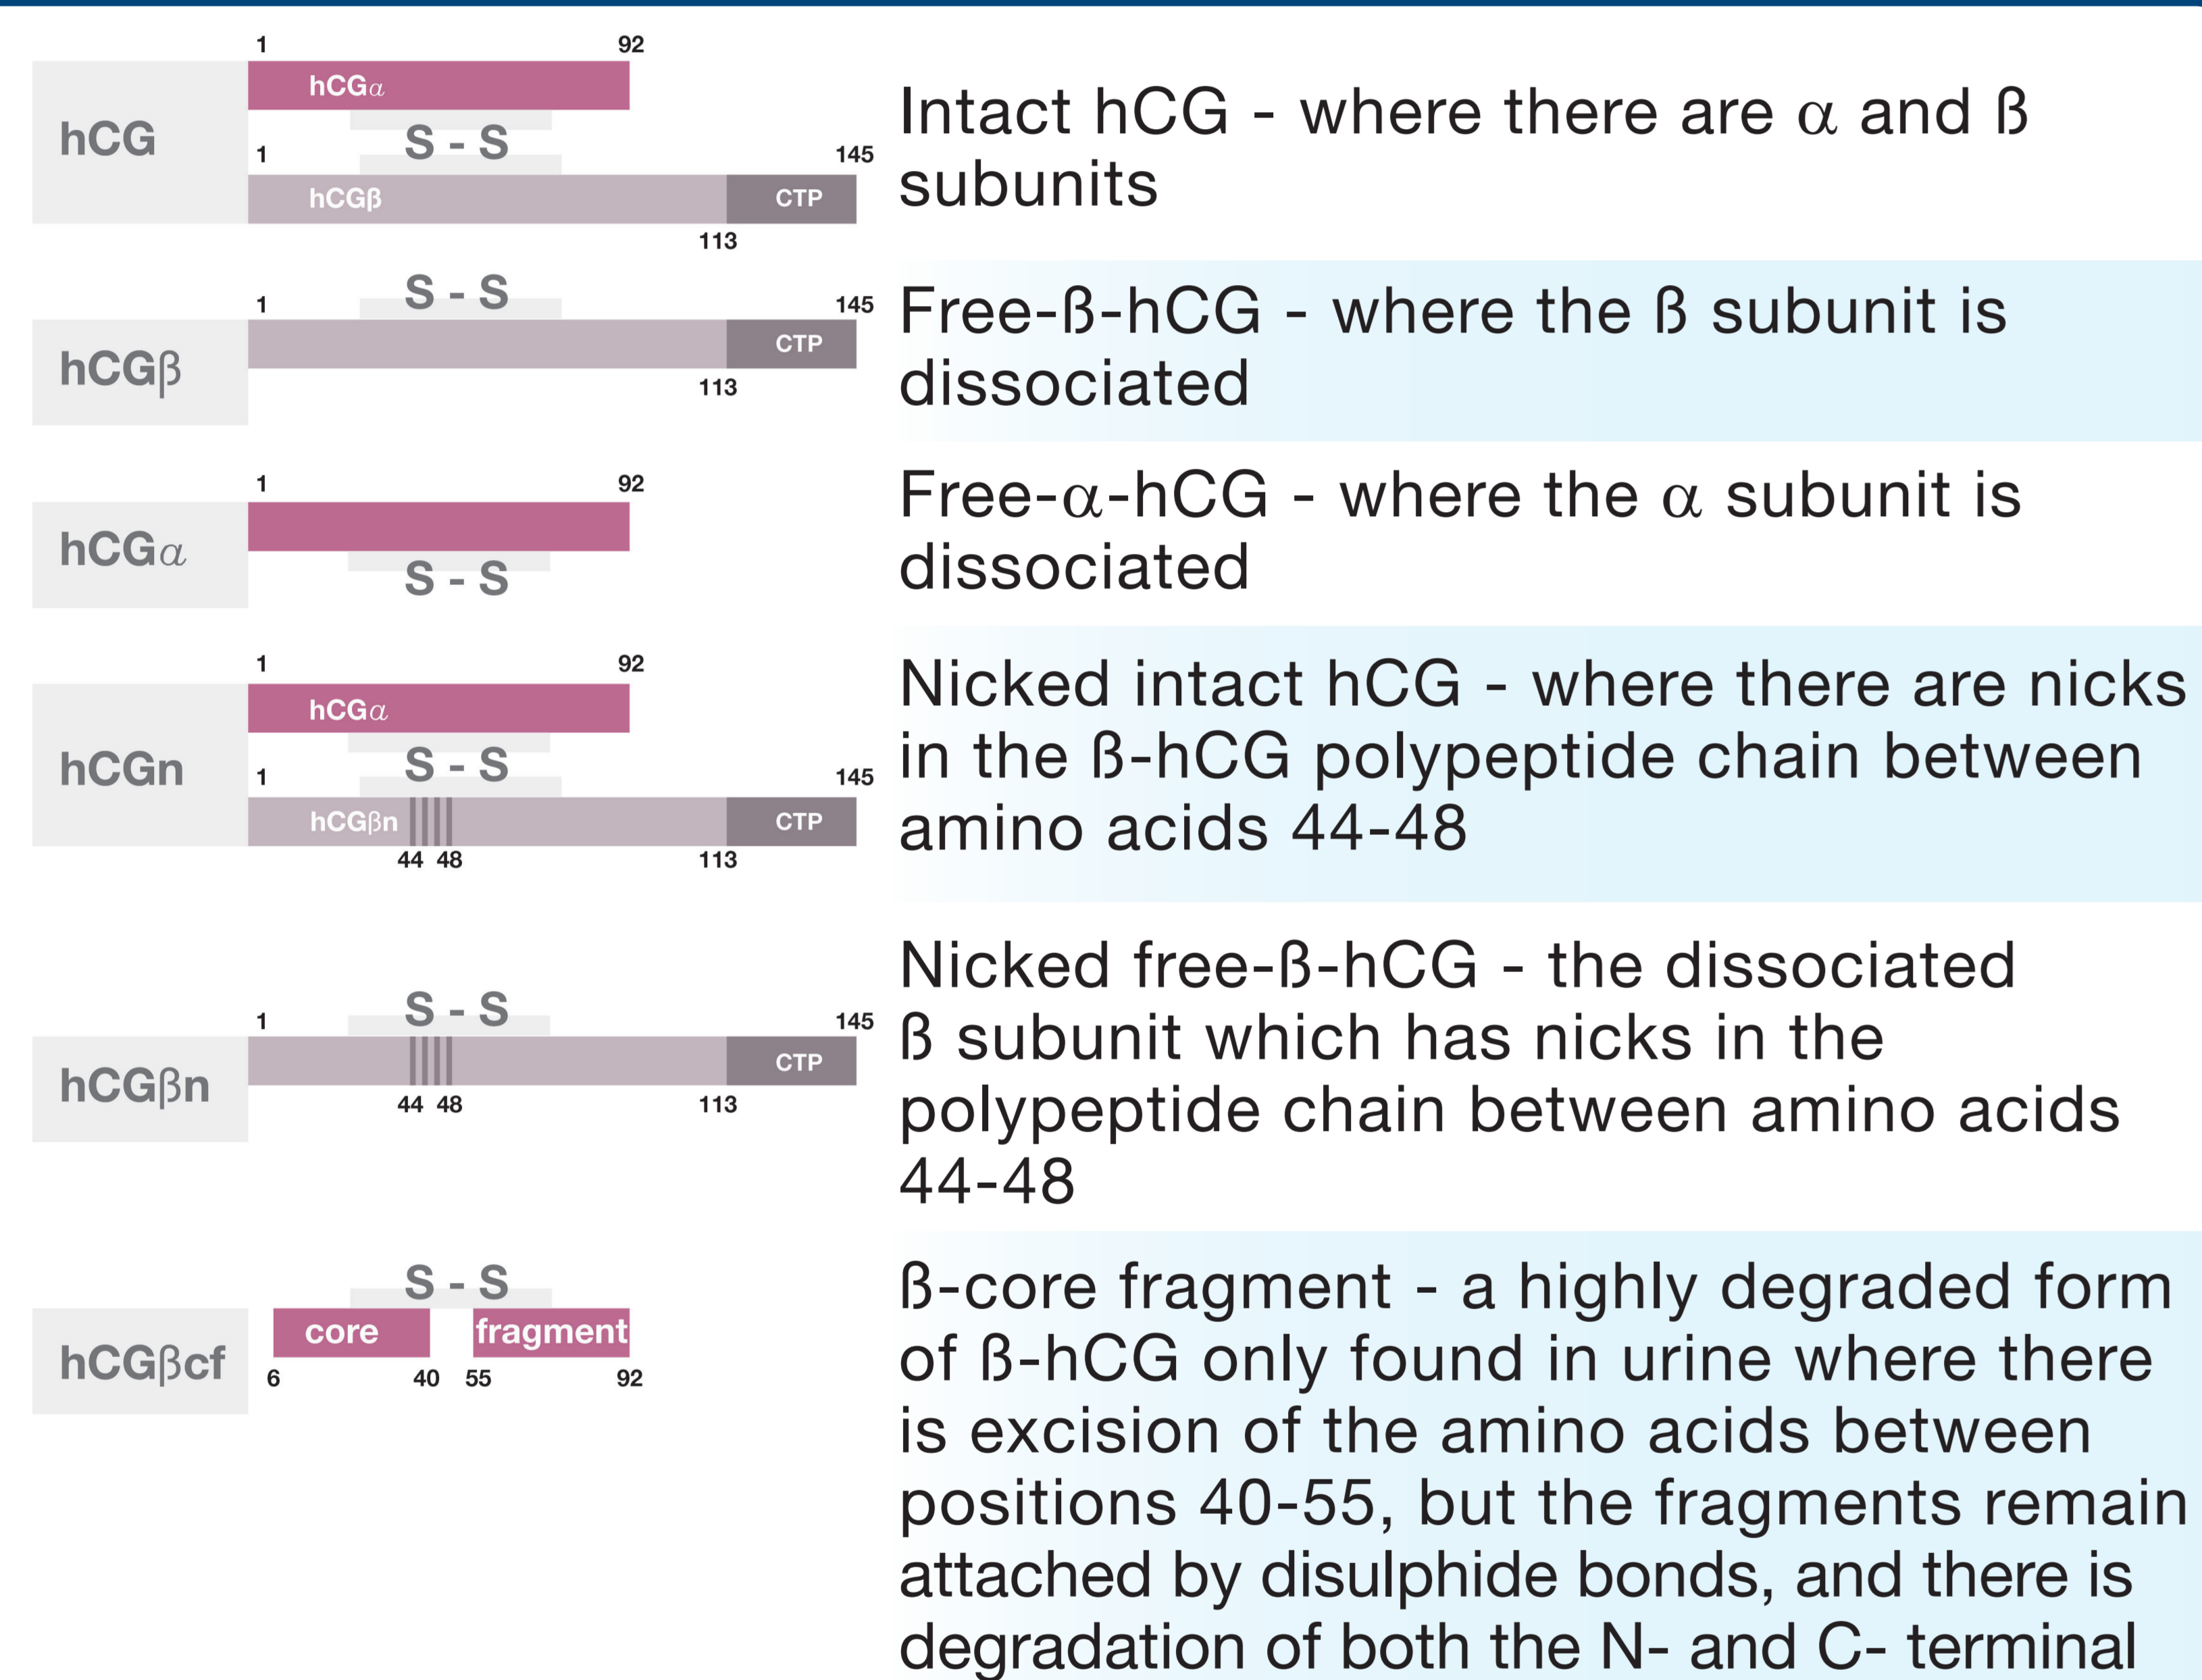 1 92
hCG
hCGα
S - S
1 145
hCGβ CTP
113
Intact hCG - where there are α and ß
subunits
S - S
1 145
hCGβ
CTP
113
Free-ß-hCG - where the ß subunit is
dissociated
1 92
hCGα
S - S
Free-α-hCG - where the α subunit is
dissociated
1 92
hCGα
hCGn
S - S
1 145
hCGβn CTP
44 48 113
Nicked intact hCG - where there are nicks
in the ß-hCG polypeptide chain between
amino acids 44-48
S - S
1 145
hCGβn
CTP
44 48 113
Nicked free-ß-hCG - the dissociated
ß subunit which has nicks in the
polypeptide chain between amino acids
44-48
S - S
hCGβcf
core fragment
6 40 55 92
ß-core fragment - a highly degraded form
of ß-hCG only found in urine where there
is excision of the amino acids between
positions 40-55, but the fragments remain
attached by disulphide bonds, and there is
degradation of both the N- and C- terminal